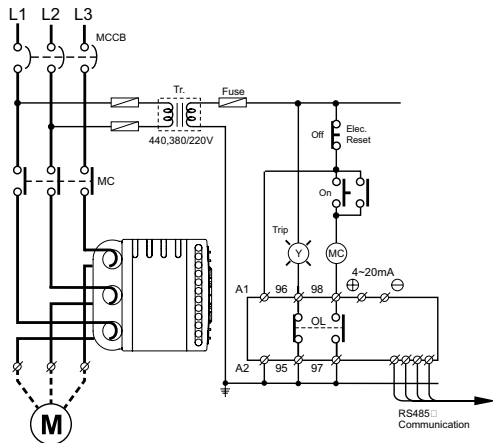 L1 L2 L3
MCCB
Tr.
Fuse
440,380/220V
Off
Elec.
Reset
MC
On
Trip
Y
MC
4~20mA
A1 96 98 ⊕ ⊖
OL
A2 95 97
M
RS485□
Communication